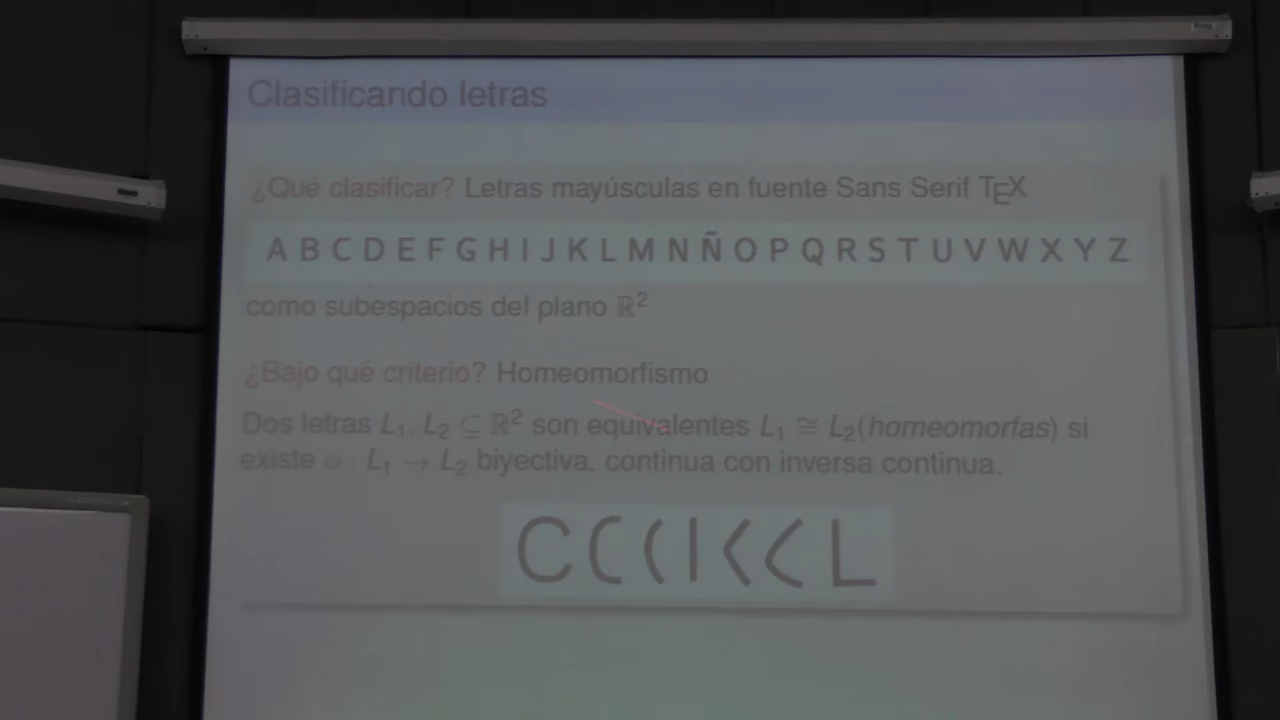 Clasificando letras
¿Qué clasificar? Letras mayúsculas en fuente Sans Serif TEX
A B C D E F G H I J K L M N Ñ O P Q R S T U V W X Y Z
como subespacios del plano ℝ²
¿Bajo qué criterio? Homeomorfismo
Dos letras L₁, L₂ ⊆ ℝ² son equivalentes L₁ ≅ L₂(homeomorfas) si
existe φ : L₁ → L₂ biyectiva, continua con inversa continua.
C ( ( I < < L